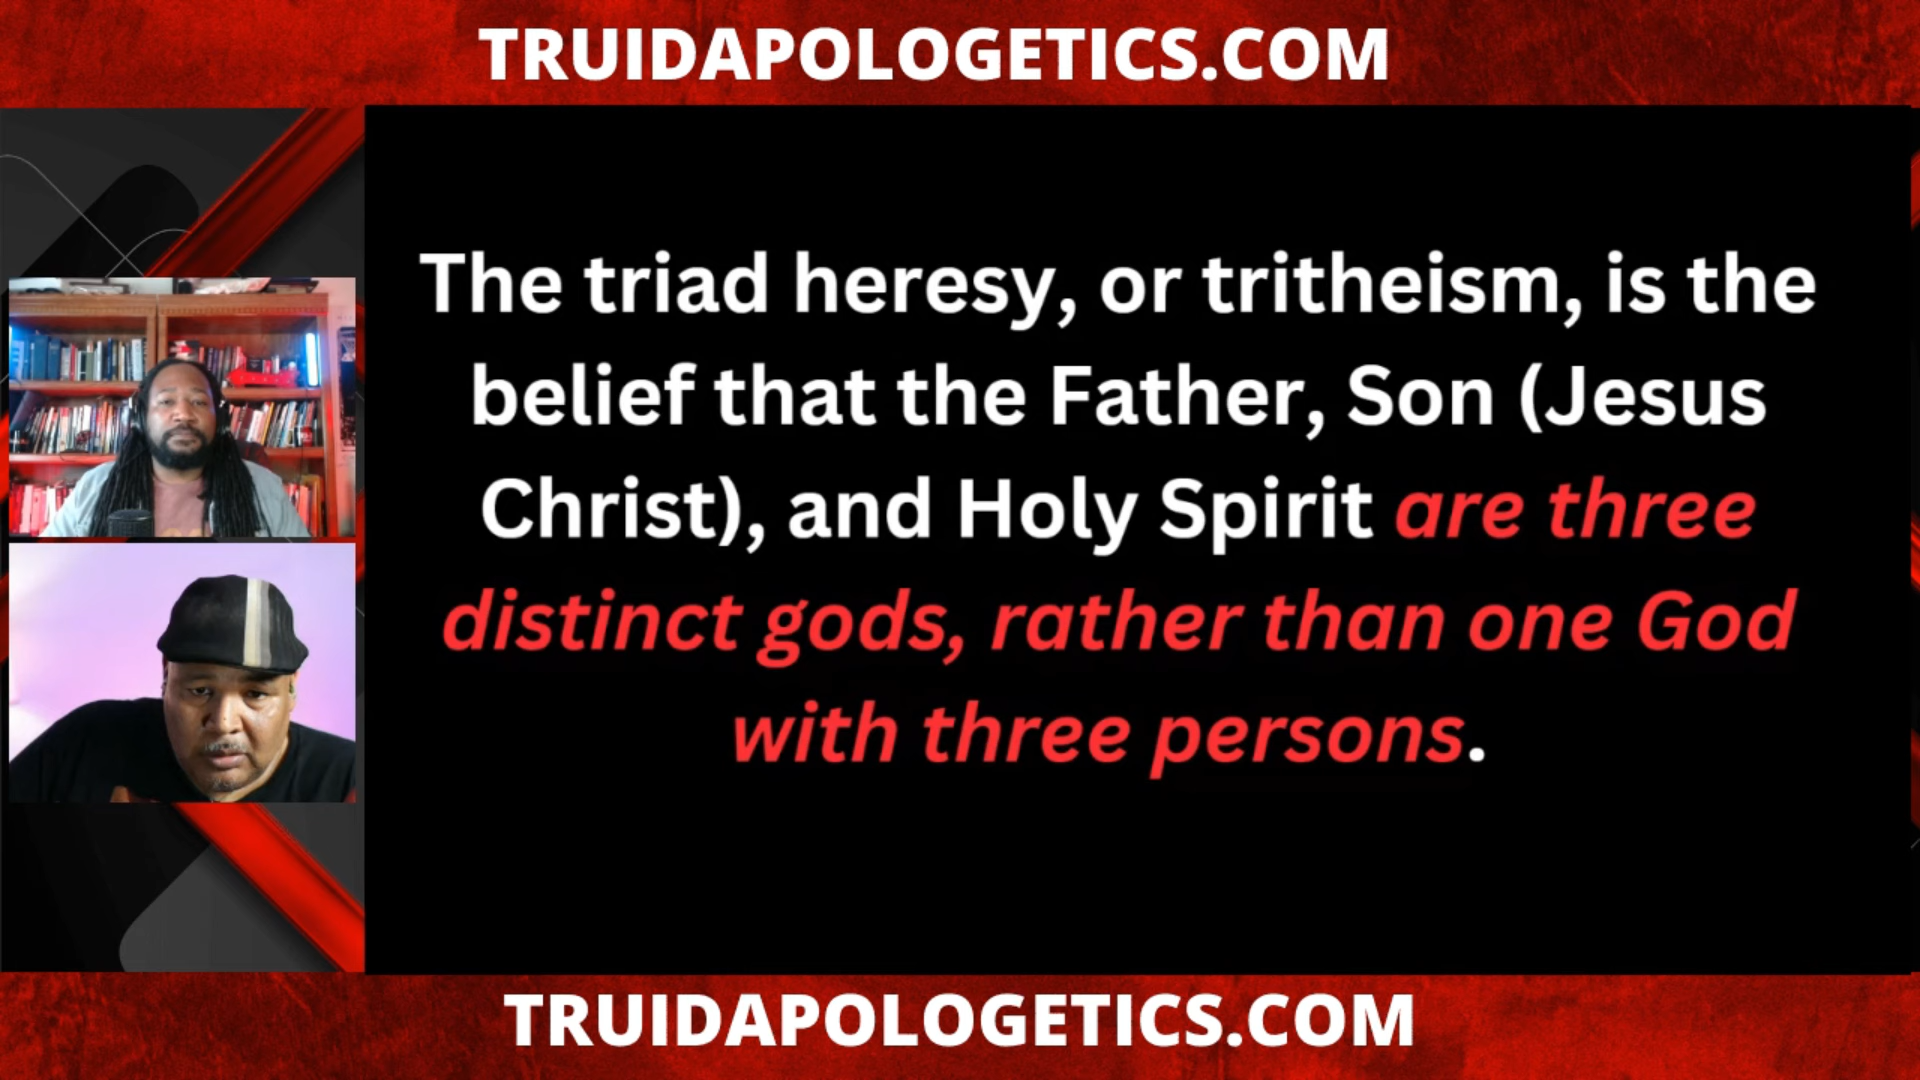 TRUIDAPOLOGETICS.COM
The triad heresy, or tritheism, is the
belief that the Father, Son (Jesus
Christ), and Holy Spirit are three
distinct gods, rather than one God
with three persons.
TRUIDAPOLOGETICS.COM